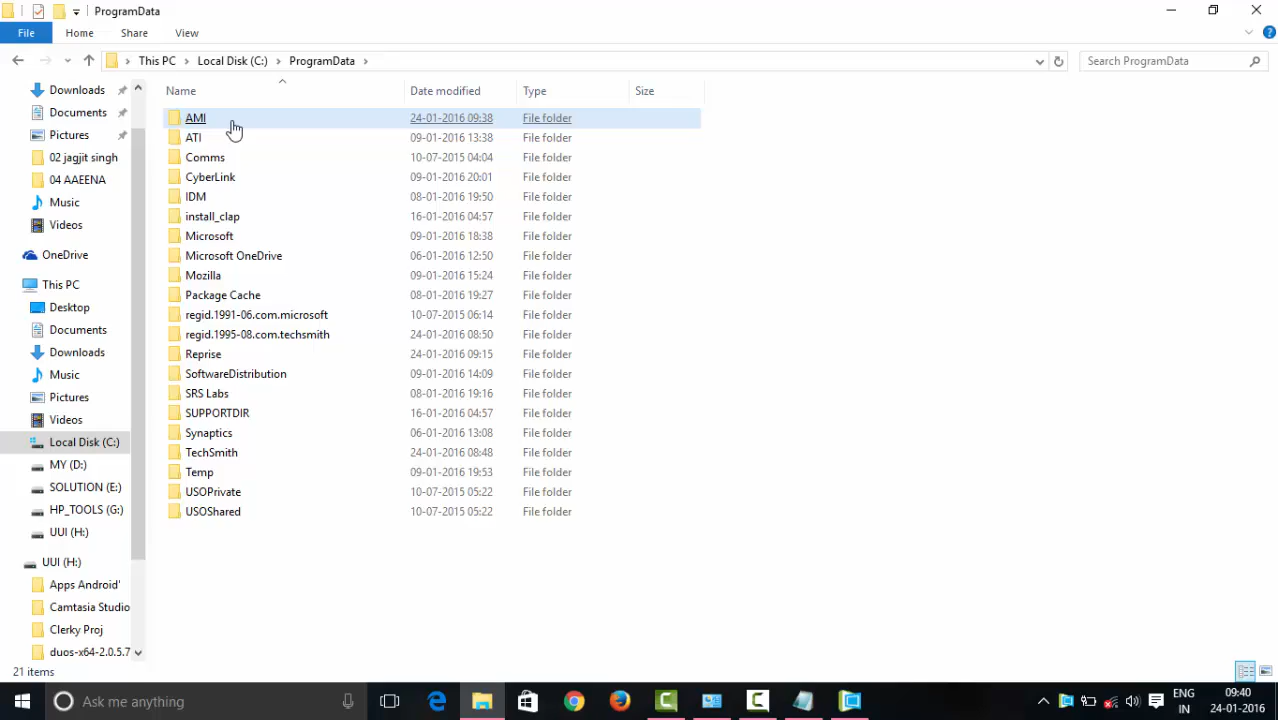 ProgramData
File Home Share View
This PC Local Disk (C:) ProgramData
Search ProgramData
Name Date modified Type Size
AMI 24-01-2016 09:38 File folder
ATI 09-01-2016 13:38 File folder
Comms 10-07-2015 04:04 File folder
CyberLink 09-01-2016 20:01 File folder
IDM 08-01-2016 19:50 File folder
install_clap 16-01-2016 04:57 File folder
Microsoft 09-01-2016 18:38 File folder
Microsoft OneDrive 06-01-2016 12:50 File folder
Mozilla 09-01-2016 15:24 File folder
Package Cache 08-01-2016 19:27 File folder
regid.1991-06.com.microsoft 10-07-2015 06:14 File folder
regid.1995-08.com.techsmith 24-01-2016 08:50 File folder
Reprise 24-01-2016 09:15 File folder
SoftwareDistribution 09-01-2016 14:09 File folder
SRS Labs 08-01-2016 19:16 File folder
SUPPORTDIR 16-01-2016 04:57 File folder
Synaptics 06-01-2016 13:08 File folder
TechSmith 24-01-2016 08:48 File folder
Temp 09-01-2016 19:53 File folder
USOPrivate 10-07-2015 05:22 File folder
USOShared 10-07-2015 05:22 File folder
Downloads
Documents
Pictures
02 jagjit singh
04 AAEENA
Music
Videos
OneDrive
This PC
Desktop
Documents
Downloads
Music
Pictures
Videos
Local Disk (C:)
MY (D:)
SOLUTION (E:)
HP_TOOLS (G:)
UUI (H:)
UUI (H:)
Apps Android'
Camtasia Studio
Clerky Proj
duos-x64-2.0.5.7
21 items
Ask me anything
ENG
IN
09:40
24-01-2016